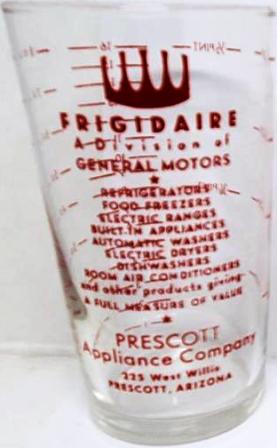 FRIGIDAIRE
A Division of
GENERAL MOTORS
REFRIGERATORS
FOOD FREEZERS
ELECTRIC RANGES
BUILT-IN APPLIANCES
AUTOMATIC WASHERS
ELECTRIC DRYERS
DISHWASHERS
ROOM AIR CONDITIONERS
and other products giving
A FULL MEASURE OF VALUE
PRESCOTT
Appliance Company
225 West Willis
PRESCOTT, ARIZONA